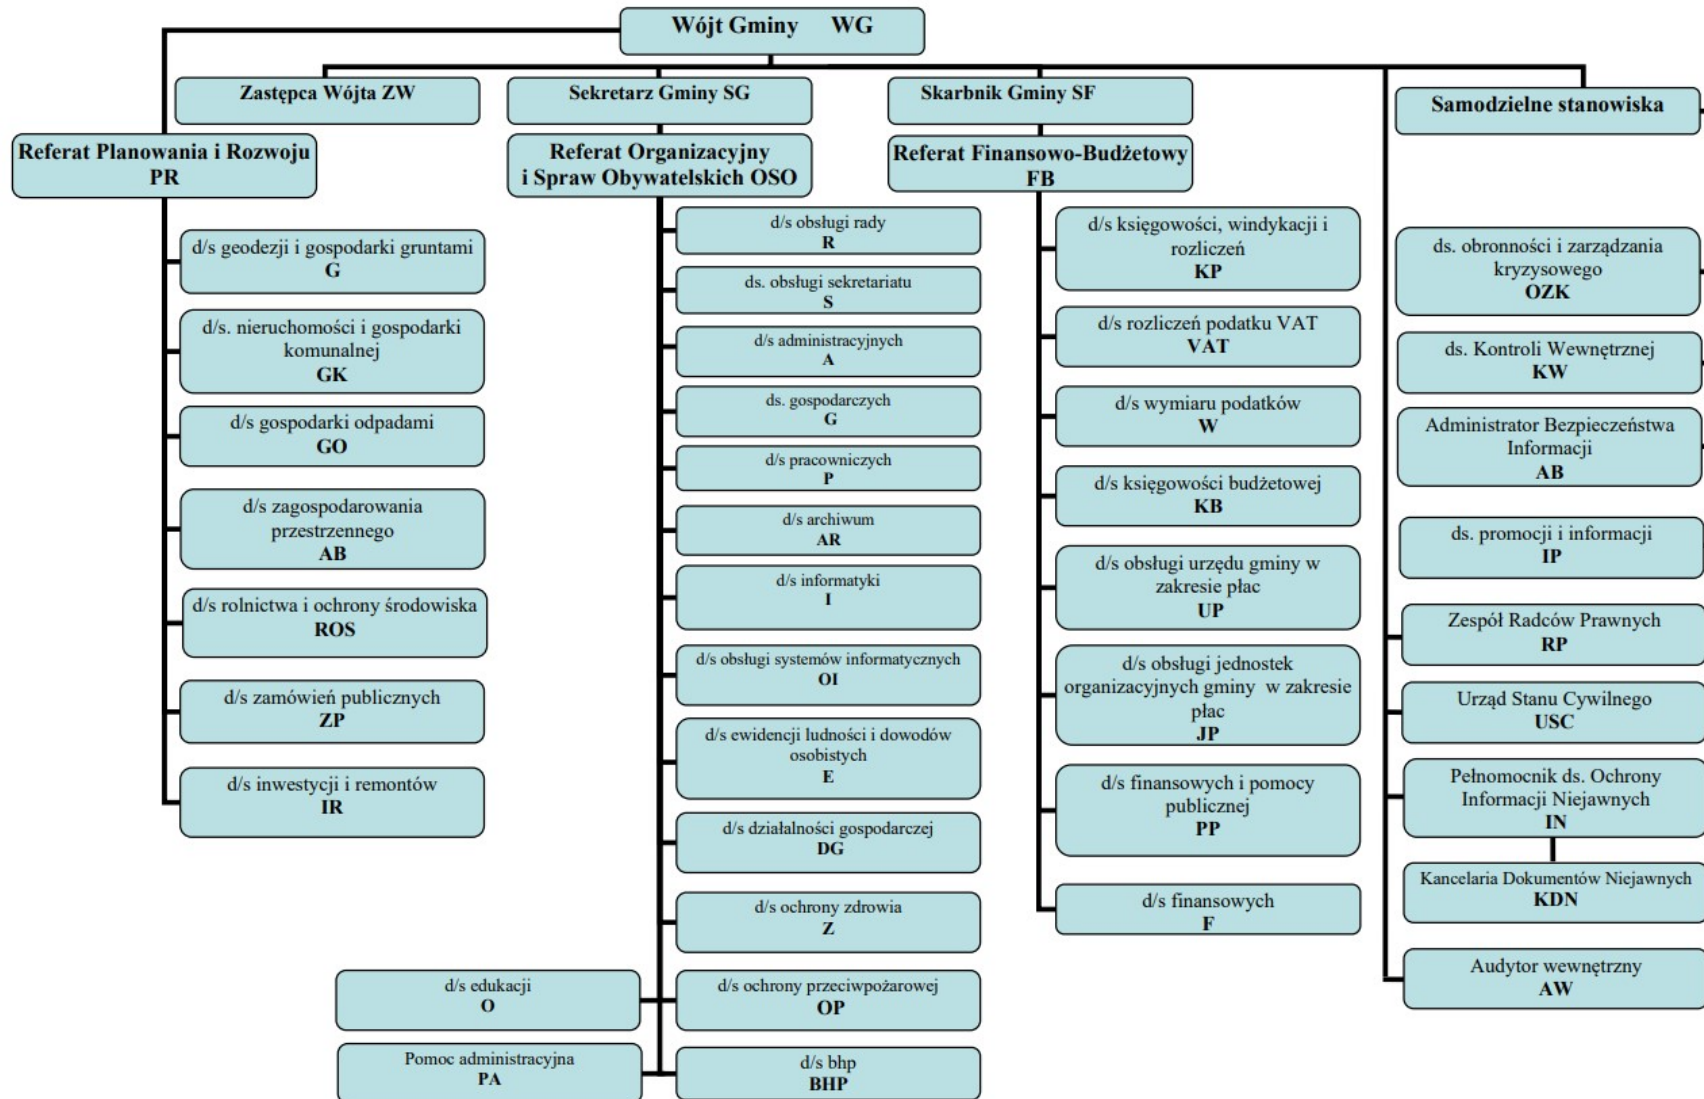 Wójt Gminy WG
Zastępca Wójta ZW
Sekretarz Gminy SG
Skarbnik Gminy SF
Samodzielne stanowiska
Referat Planowania i Rozwoju
PR
Referat Organizacyjny
i Spraw Obywatelskich OSO
Referat Finansowo-Budżetowy
FB
d/s geodezji i gospodarki gruntami
G
d/s. nieruchomości i gospodarki
komunalnej
GK
d/s gospodarki odpadami
GO
d/s zagospodarowania
przestrzennego
AB
d/s rolnictwa i ochrony środowiska
ROS
d/s zamówień publicznych
ZP
d/s inwestycji i remontów
IR
d/s obsługi rady
R
ds. obsługi sekretariatu
S
d/s administracyjnych
A
ds. gospodarczych
G
d/s pracowniczych
P
d/s archiwum
AR
d/s informatyki
I
d/s obsługi systemów informatycznych
OI
d/s ewidencji ludności i dowodów
osobistych
E
d/s działalności gospodarczej
DG
d/s ochrony zdrowia
Z
d/s edukacji
O
d/s ochrony przeciwpożarowej
OP
Pomoc administracyjna
PA
d/s bhp
BHP
d/s księgowości, windykacji i
rozliczeń
KP
d/s rozliczeń podatku VAT
VAT
d/s wymiaru podatków
W
d/s księgowości budżetowej
KB
d/s obsługi urzędu gminy w
zakresie płac
UP
d/s obsługi jednostek
organizacyjnych gminy w zakresie
płac
JP
d/s finansowych i pomocy
publicznej
PP
d/s finansowych
F
ds. obronności i zarządzania
kryzysowego
OZK
ds. Kontroli Wewnętrznej
KW
Administrator Bezpieczeństwa
Informacji
AB
ds. promocji i informacji
IP
Zespół Radców Prawnych
RP
Urząd Stanu Cywilnego
USC
Pełnomocnik ds. Ochrony
Informacji Niejawnych
IN
Kancelaria Dokumentów Niejawnych
KDN
Audytor wewnętrzny
AW